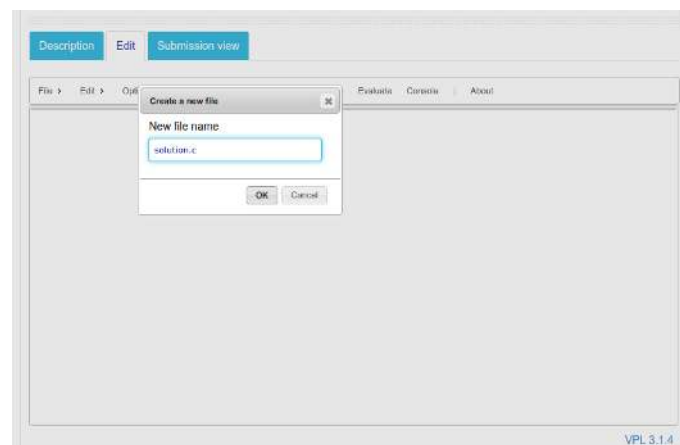 Description Edit Submission view
File > Edit > Opti Evaluate Console About
Create a new file
New file name
solution.c
OK Cancel
VPL 3.1.4